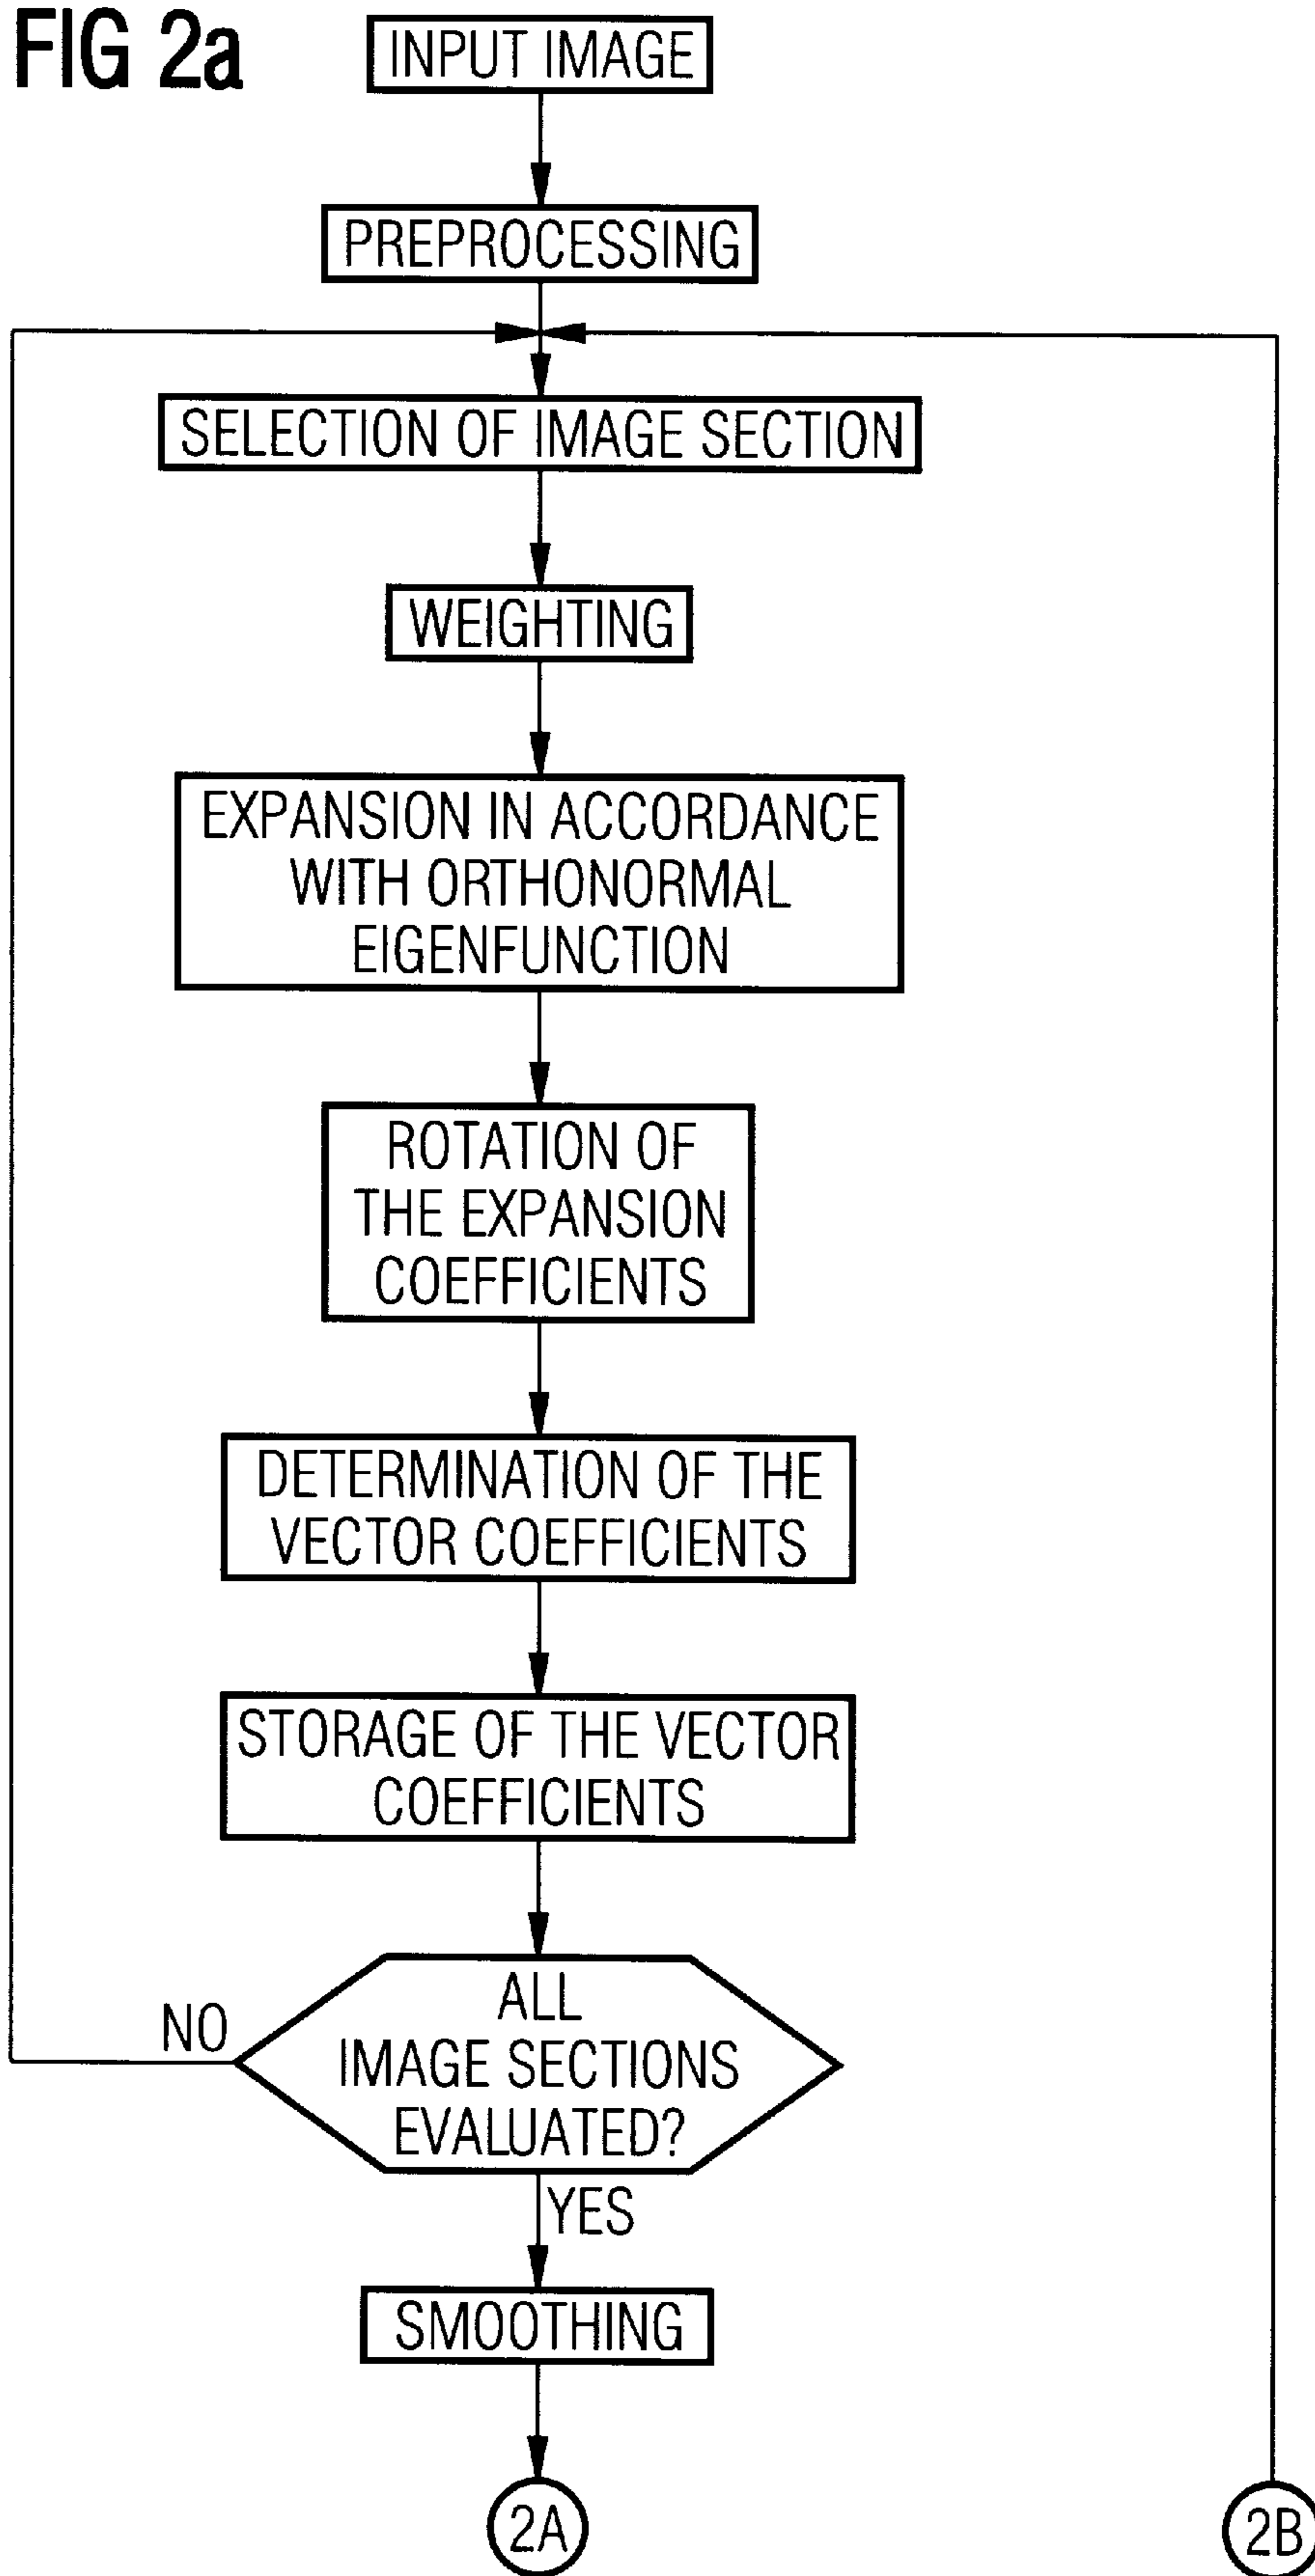 FIG 2a
INPUT IMAGE
PREPROCESSING
SELECTION OF IMAGE SECTION
WEIGHTING
EXPANSION IN ACCORDANCE
WITH ORTHONORMAL
EIGENFUNCTION
ROTATION OF
THE EXPANSION
COEFFICIENTS
DETERMINATION OF THE
VECTOR COEFFICIENTS
STORAGE OF THE VECTOR
COEFFICIENTS
ALL
NO
IMAGE SECTIONS
EVALUATED?
YES
SMOOTHING
2A
2B